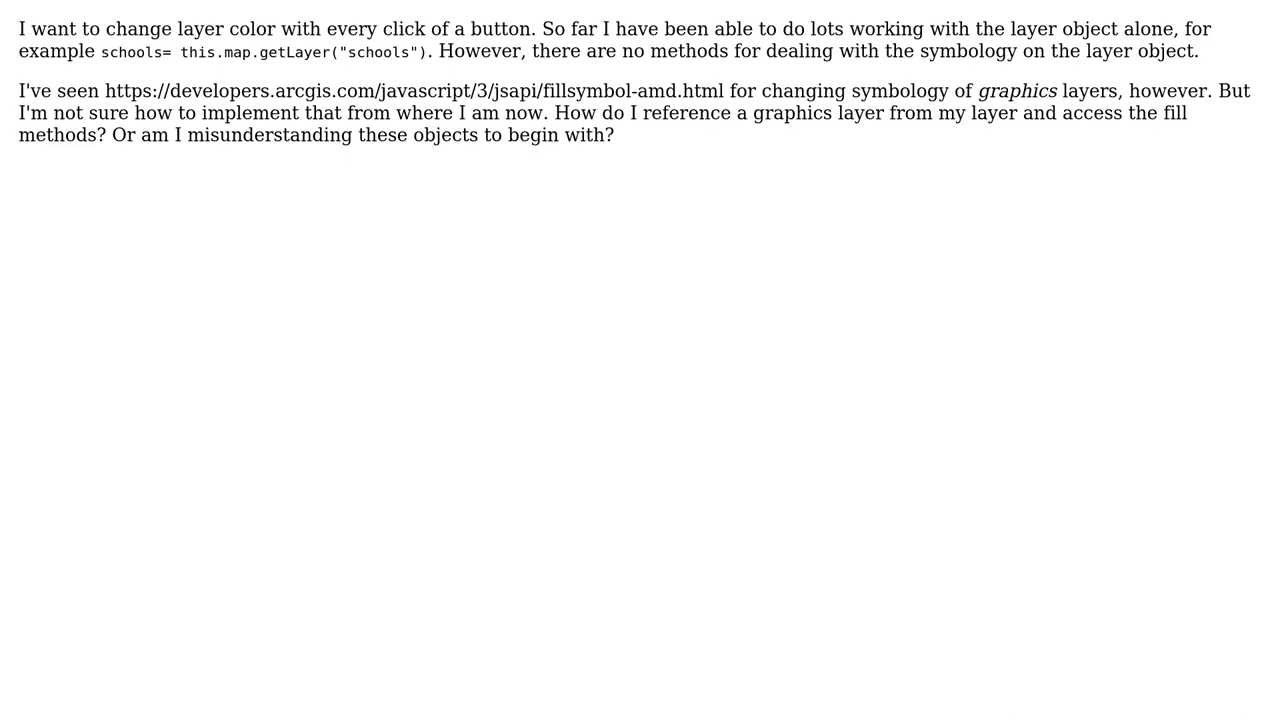 I want to change layer color with every click of a button. So far I have been able to do lots working with the layer object alone, for
example schools= this.map.getLayer("schools"). However, there are no methods for dealing with the symbology on the layer object.
I've seen https://developers.arcgis.com/javascript/3/jsapi/fillsymbol-amd.html for changing symbology of graphics layers, however. But
I'm not sure how to implement that from where I am now. How do I reference a graphics layer from my layer and access the fill
methods? Or am I misunderstanding these objects to begin with?